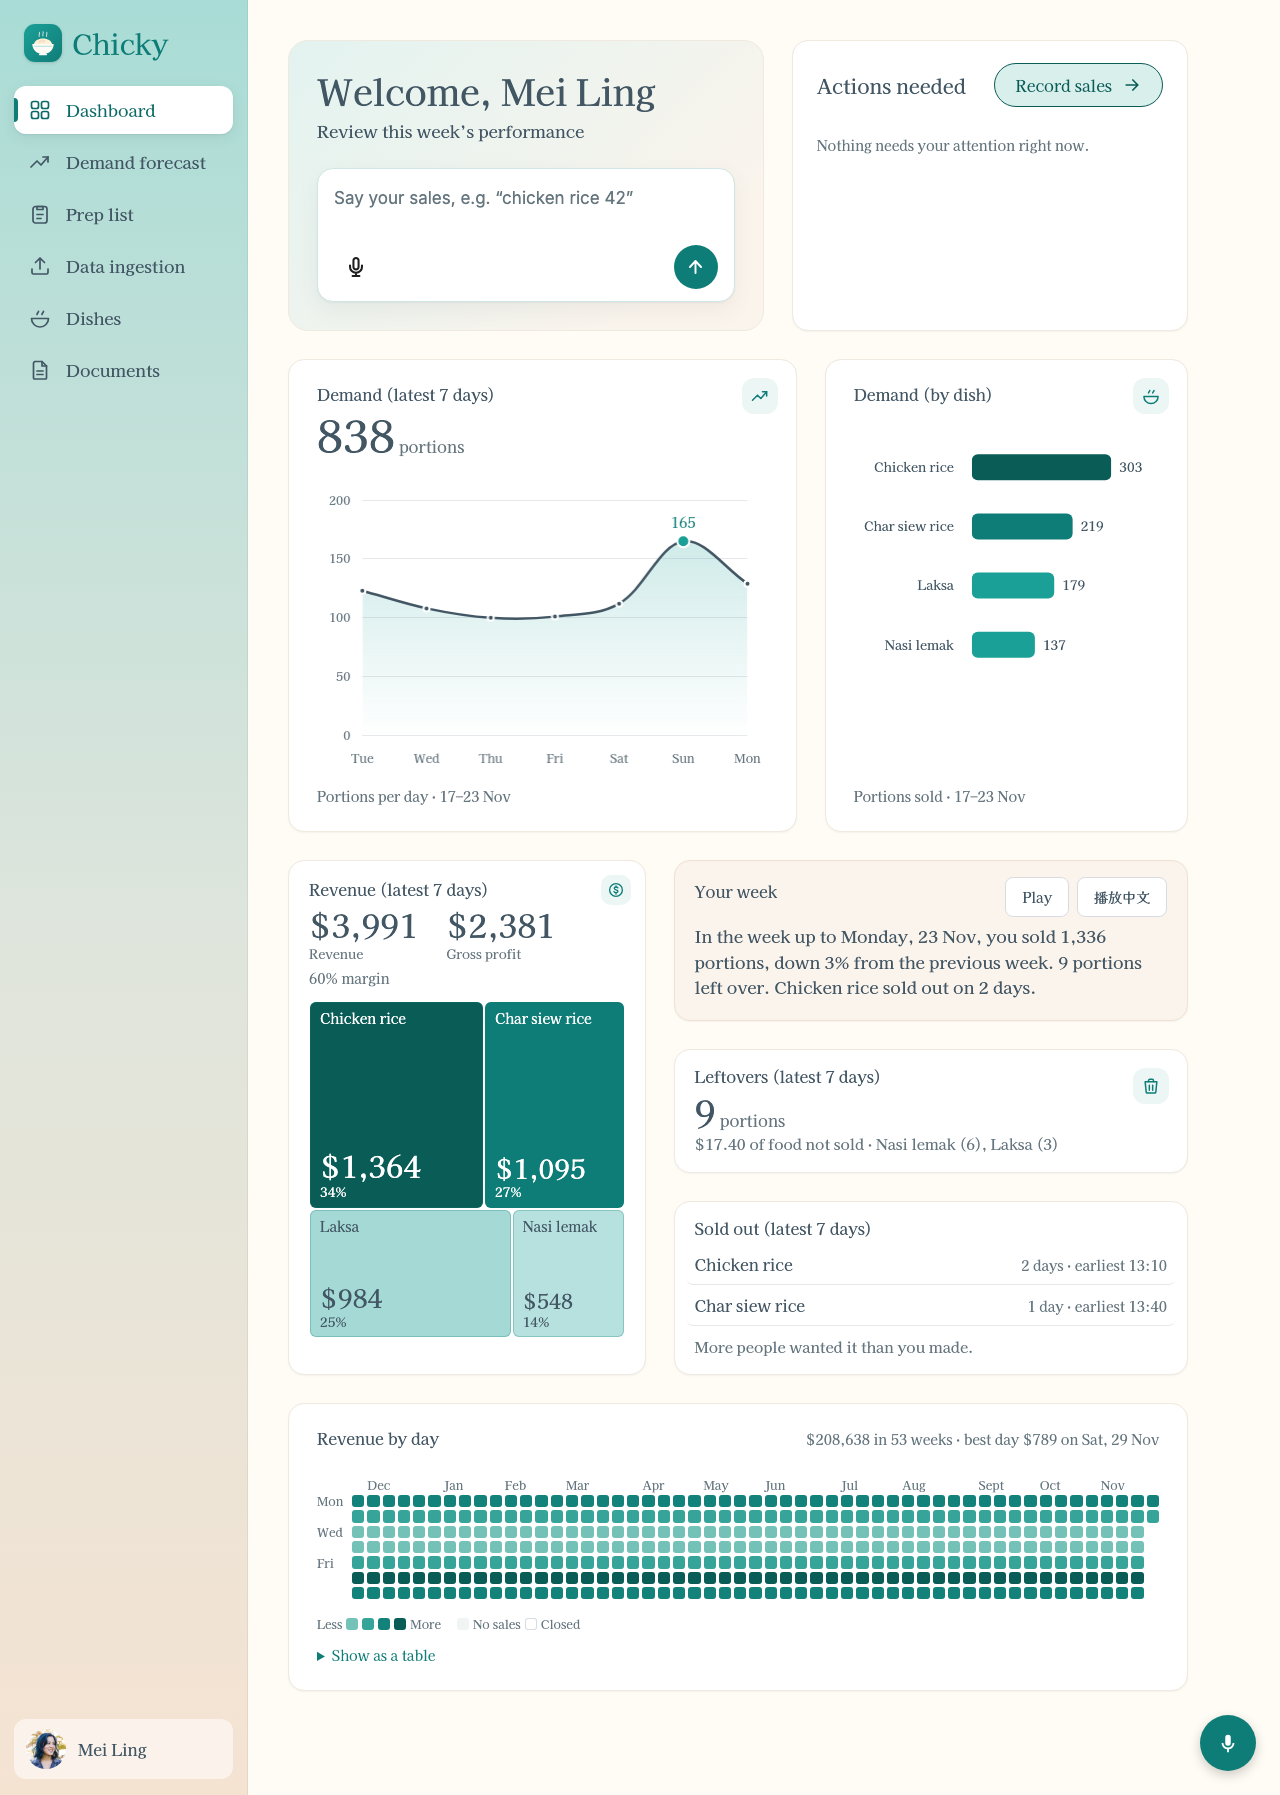 Chicky
Dashboard
Demand forecast
Prep list
Data ingestion
Dishes
Documents
Mei Ling
Welcome, Mei Ling
Review this week’s performance
Say your sales, e.g. “chicken rice 42”
Actions needed
Record sales
Nothing needs your attention right now.
Demand (latest 7 days)
838 portions
200
165
150
100
50
0
Tue Wed Thu Fri Sat Sun Mon
Portions per day · 17–23 Nov
Demand (by dish)
Chicken rice 303
Char siew rice 219
Laksa 179
Nasi lemak 137
Portions sold · 17–23 Nov
Revenue (latest 7 days)
$3,991 $2,381
Revenue Gross profit
60% margin
Chicken rice
$1,364
34%
Char siew rice
$1,095
27%
Laksa
$984
25%
Nasi lemak
$548
14%
Your week
Play
播放中文
In the week up to Monday, 23 Nov, you sold 1,336
portions, down 3% from the previous week. 9 portions
left over. Chicken rice sold out on 2 days.
Leftovers (latest 7 days)
9 portions
$17.40 of food not sold · Nasi lemak (6), Laksa (3)
Sold out (latest 7 days)
Chicken rice 2 days · earliest 13:10
Char siew rice 1 day · earliest 13:40
More people wanted it than you made.
Revenue by day
$208,638 in 53 weeks · best day $789 on Sat, 29 Nov
Dec Jan Feb Mar Apr May Jun Jul Aug Sept Oct Nov
Mon
Wed
Fri
Less More No sales Closed
Show as a table